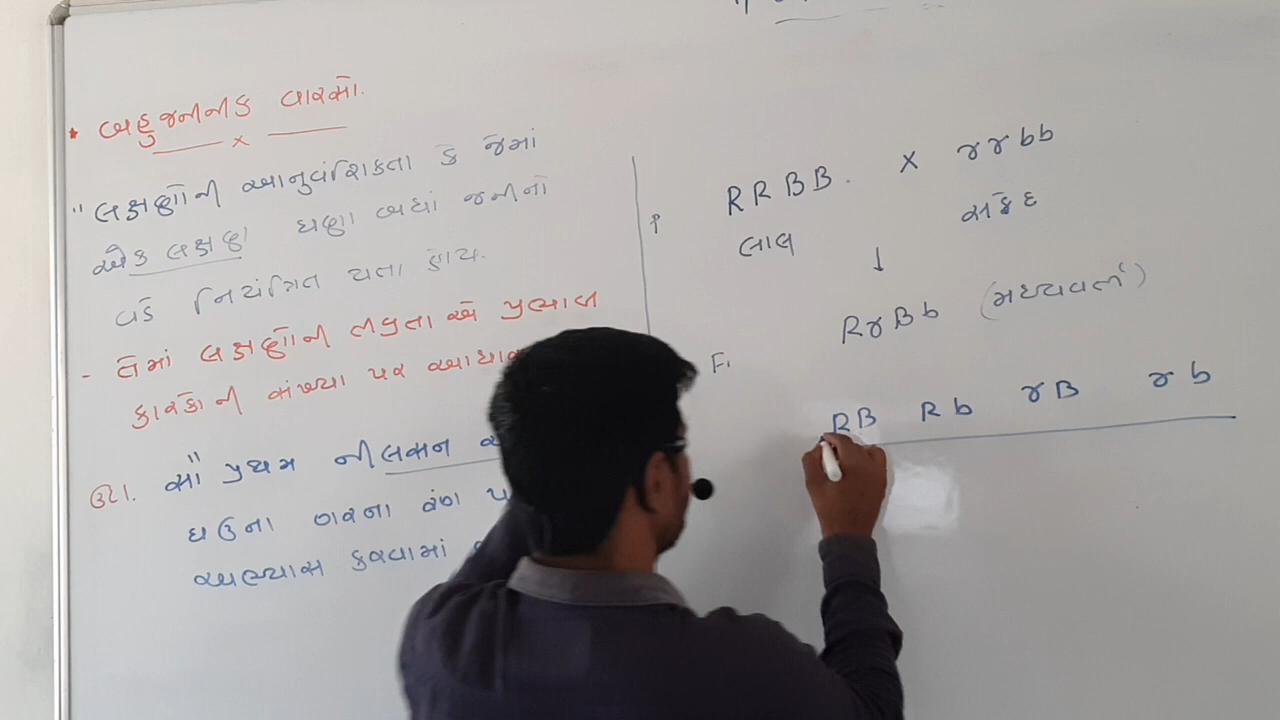 * બહુજનીનીક વારસો.
x
" લક્ષણોની આનુવંશિકતા કે જેમાં
એક લક્ષણ ઘણા બધાં જનીનો
વડે નિયંત્રિત થતા હોય.
- તેમાં લક્ષણોની તીવ્રતા એ પ્રભાવી
કારકોની સંખ્યા પર
ઉદા. સૌ પ્રથમ નીલસન
ઘઉંના
અભ્યાસ કરવામાં
P RRBB. x rrbb
લાલ સફેદ
↓
RrBb (મધ્યવર્તી)
F₁
RB Rb rB rb